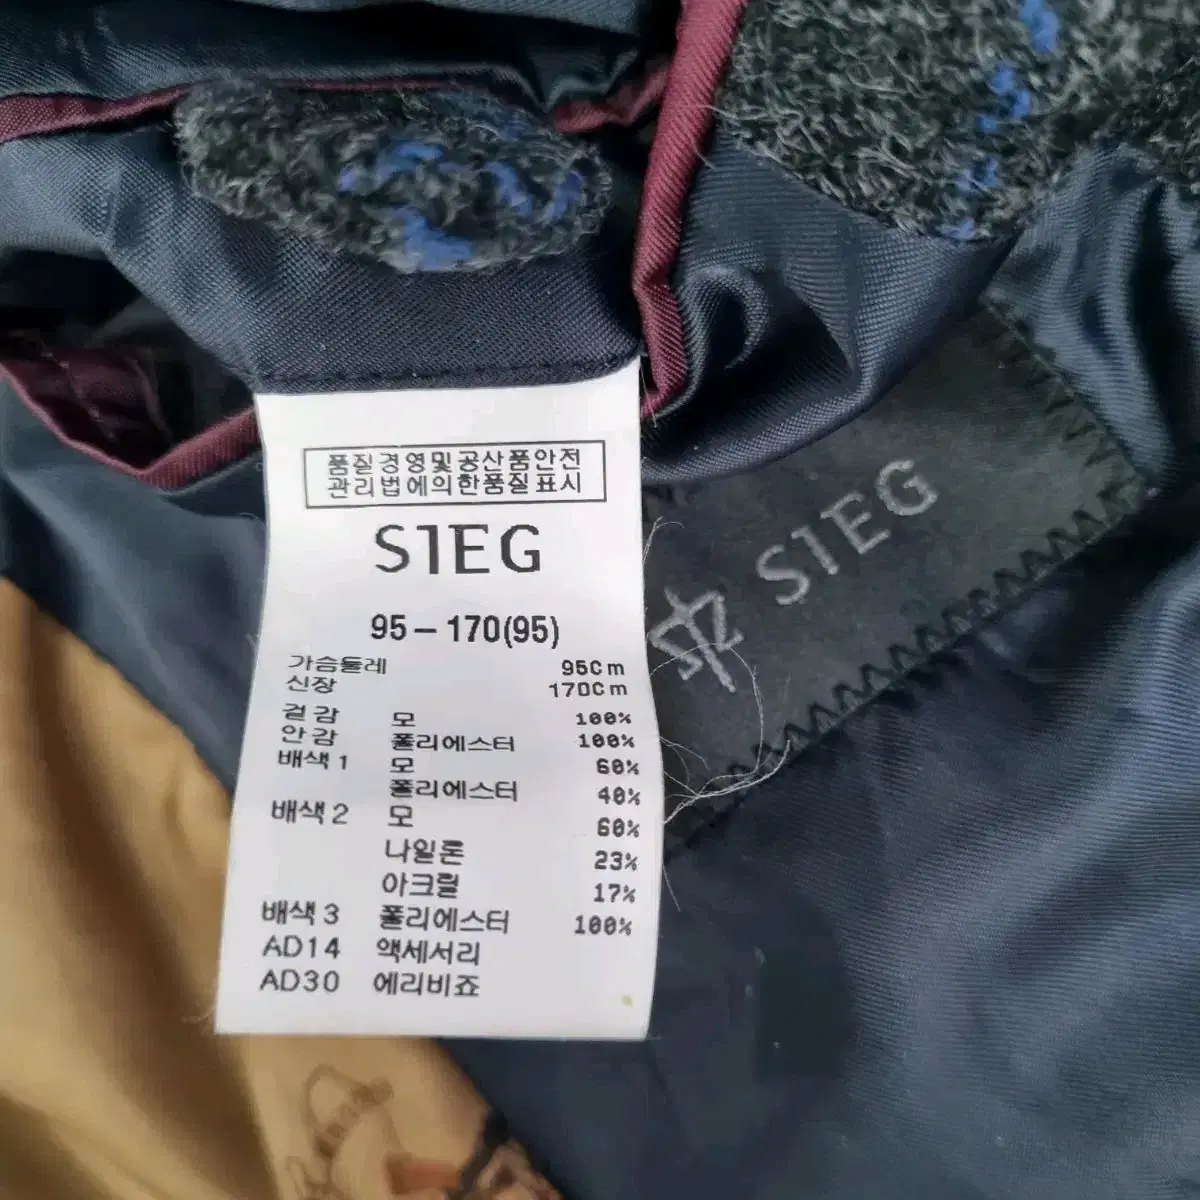 품질경영및공산품안전
관리법에의한품질표시
SIEG
95-170(95)
가슴둘레 95Cm
신장 170Cm
겉감 모 100%
안감 폴리에스터 100%
배색1 모 60%
폴리에스터 40%
배색2 모 60%
나일론 23%
아크릴 17%
배색3 폴리에스터 100%
AD14 액세서리
AD30 에리비죠
SIEG